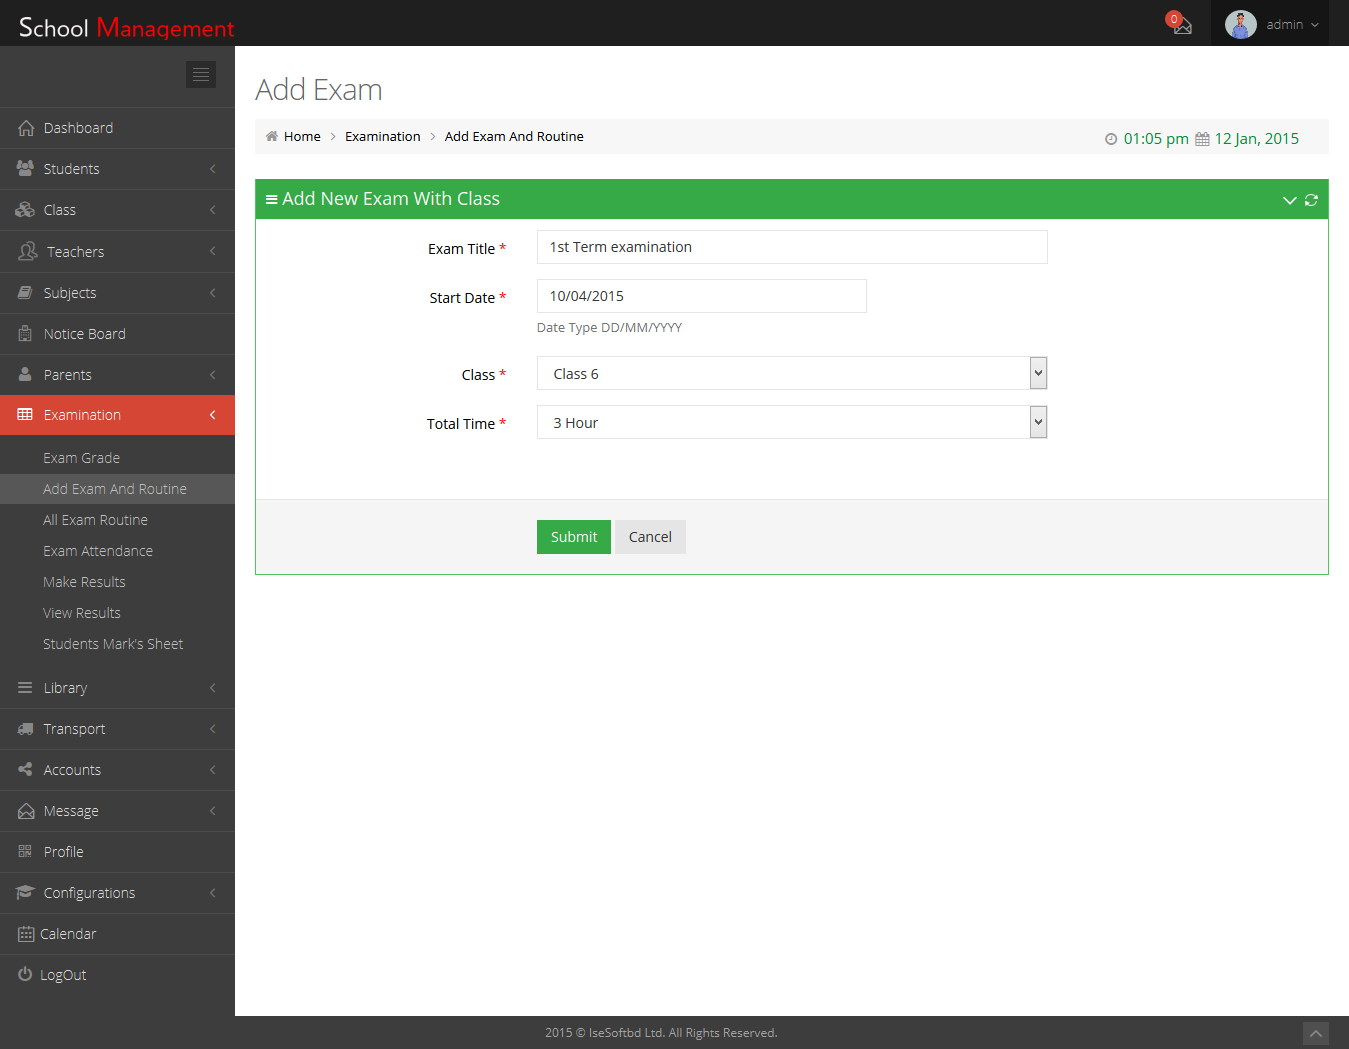 School Management
0
admin
Add Exam
Home
Examination
Add Exam And Routine
01:05 pm
12 Jan, 2015
Dashboard
Students
Class
Teachers
Subjects
Notice Board
Parents
Examination
Exam Grade
Add Exam And Routine
All Exam Routine
Exam Attendance
Make Results
View Results
Students Mark's Sheet
Library
Transport
Accounts
Message
Profile
Configurations
Calendar
LogOut
Add New Exam With Class
Exam Title *
1st Term examination
Start Date *
10/04/2015
Date Type DD/MM/YYYY
Class *
Class 6
Total Time *
3 Hour
Submit
Cancel
2015 © IseSoftbd Ltd. All Rights Reserved.